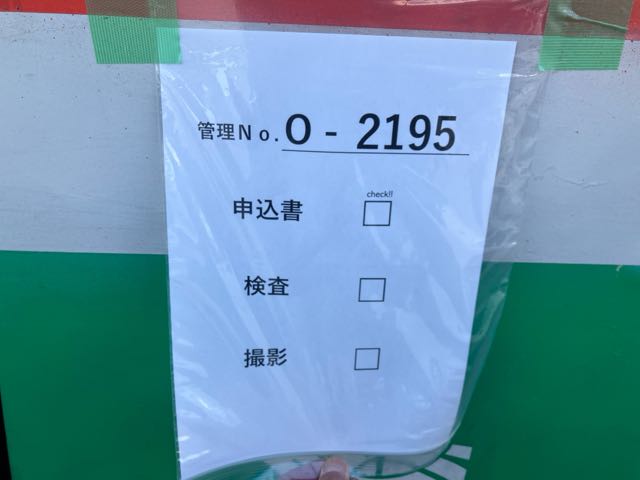 管理No. O - 2195
check!!
申込書 □
検査 □
撮影 □